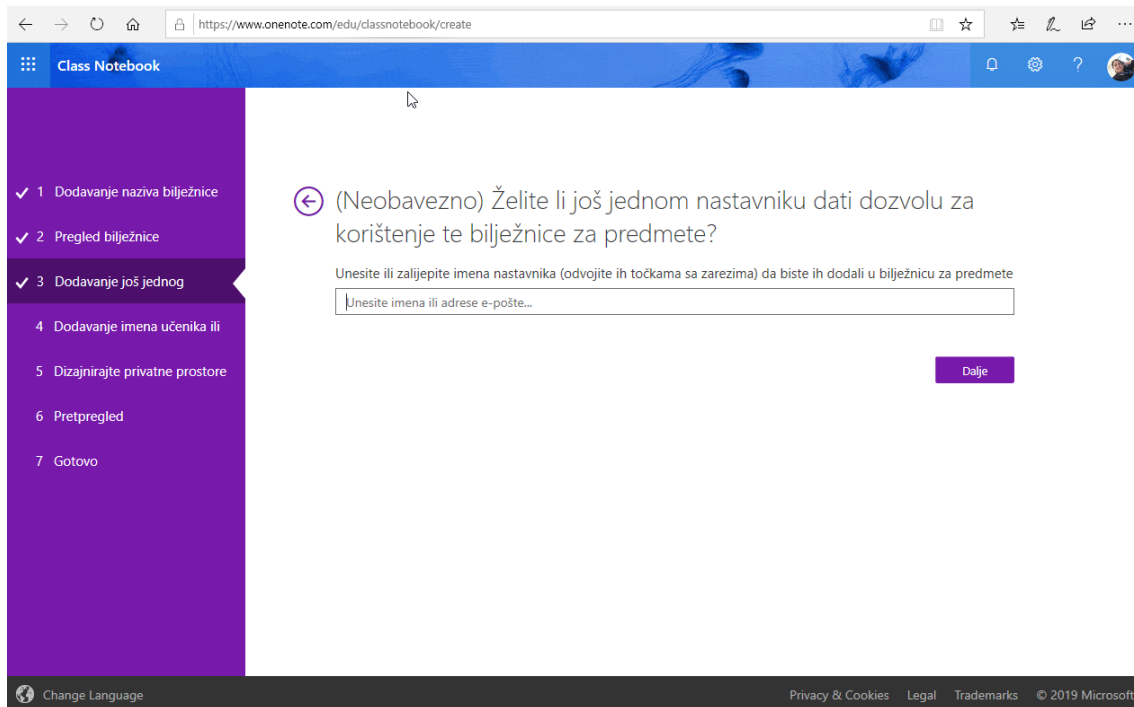 https://www.onenote.com/edu/classnotebook/create
Class Notebook
1 Dodavanje naziva bilježnice
2 Pregled bilježnice
3 Dodavanje još jednog
4 Dodavanje imena učenika ili
5 Dizajnirajte privatne prostore
6 Pretpregled
7 Gotovo
(Neobavezno) Želite li još jednom nastavniku dati dozvolu za
korištenje te bilježnice za predmete?
Unesite ili zalijepite imena nastavnika (odvojite ih točkama sa zarezima) da biste ih dodali u bilježnicu za predmete
Unesite imena ili adrese e-pošte...
Dalje
Change Language
Privacy & Cookies Legal Trademarks © 2019 Microsoft